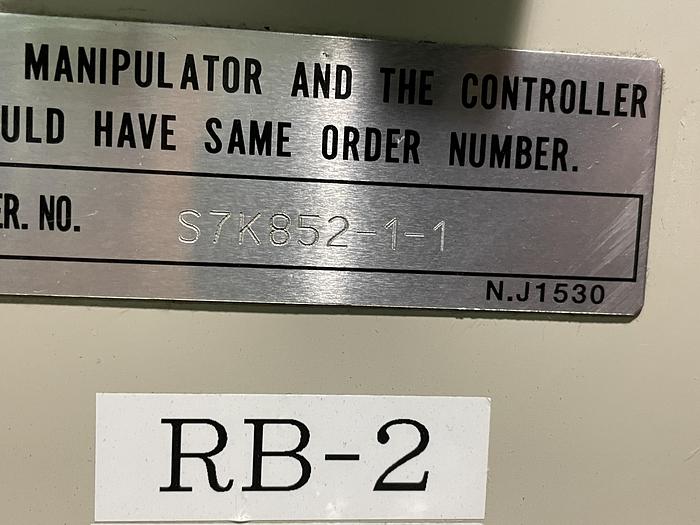 MANIPULATOR AND THE CONTROLLER
ULD HAVE SAME ORDER NUMBER.
ER. NO. S7K852-1-1
N.J1530
RB-2